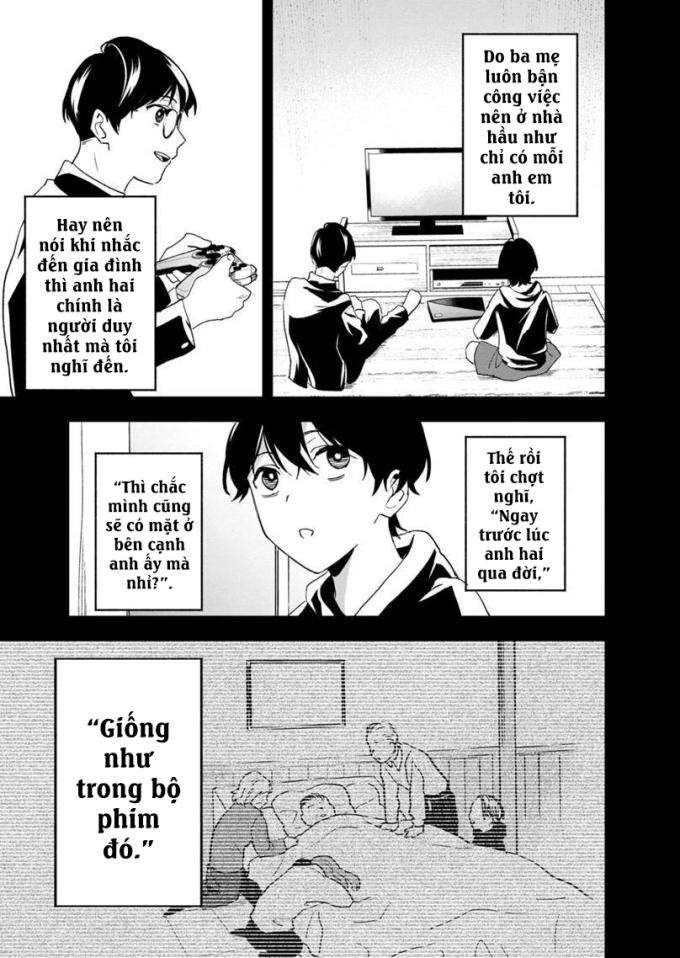 Do ba mẹ
luôn bận
công việc
nên ở nhà
hầu như
chỉ có mỗi
anh em
tôi.
Hay nên
nói khi nhắc
đến gia đình
thì anh hai
chính là
người duy
nhất mà tôi
nghĩ đến.
Thế rồi
tôi chợt
nghĩ,
“Ngay
trước lúc
anh hai
qua đời,”
“Thì chắc
mình cũng
sẽ có mặt ở
bên cạnh
anh ấy mà
nhỉ?”.
“Giống
như
trong bộ
phim
đó.”